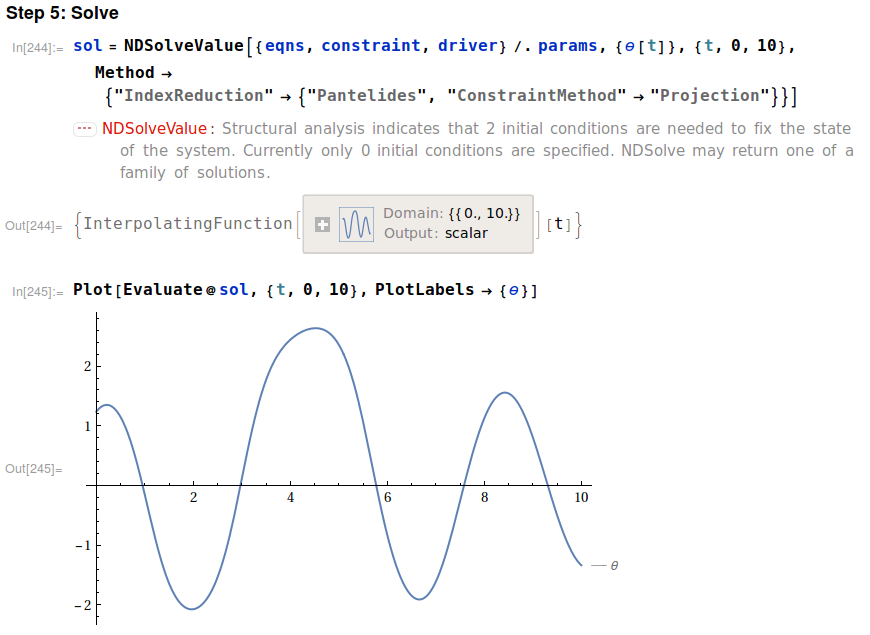 Step 5: Solve
In[244]:= sol = NDSolveValue[{eqns, constraint, driver} /. params, {θ[t]}, {t, 0, 10},
Method →
{"IndexReduction" → {"Pantelides", "ConstraintMethod" → "Projection"}}]
NDSolveValue: Structural analysis indicates that 2 initial conditions are needed to fix the state
of the system. Currently only 0 initial conditions are specified. NDSolve may return one of a
family of solutions.
Out[244]= {InterpolatingFunction[ Domain: {{0., 10.}}
Output: scalar ][t]}
In[245]:= Plot[Evaluate@sol, {t, 0, 10}, PlotLabels → {θ}]
Out[245]=
2
1
-1
-2
2 4 6 8 10
θ